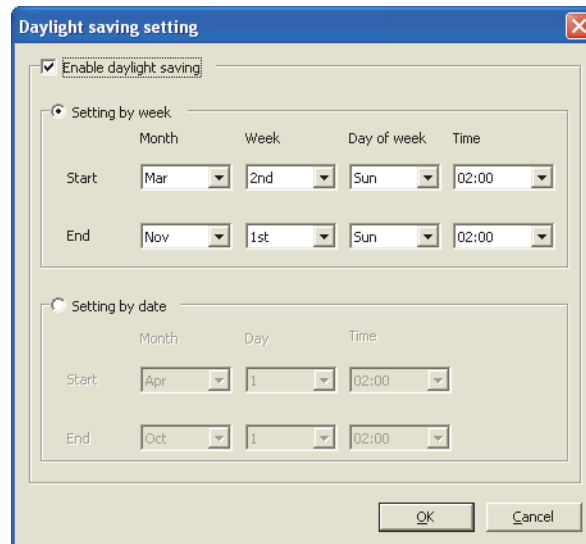 Daylight saving setting
Enable daylight saving
Setting by week
Month Week Day of week Time
Start Mar 2nd Sun 02:00
End Nov 1st Sun 02:00
Setting by date
Month Day Time
Start Apr 1 02:00
End Oct 1 02:00
OK Cancel